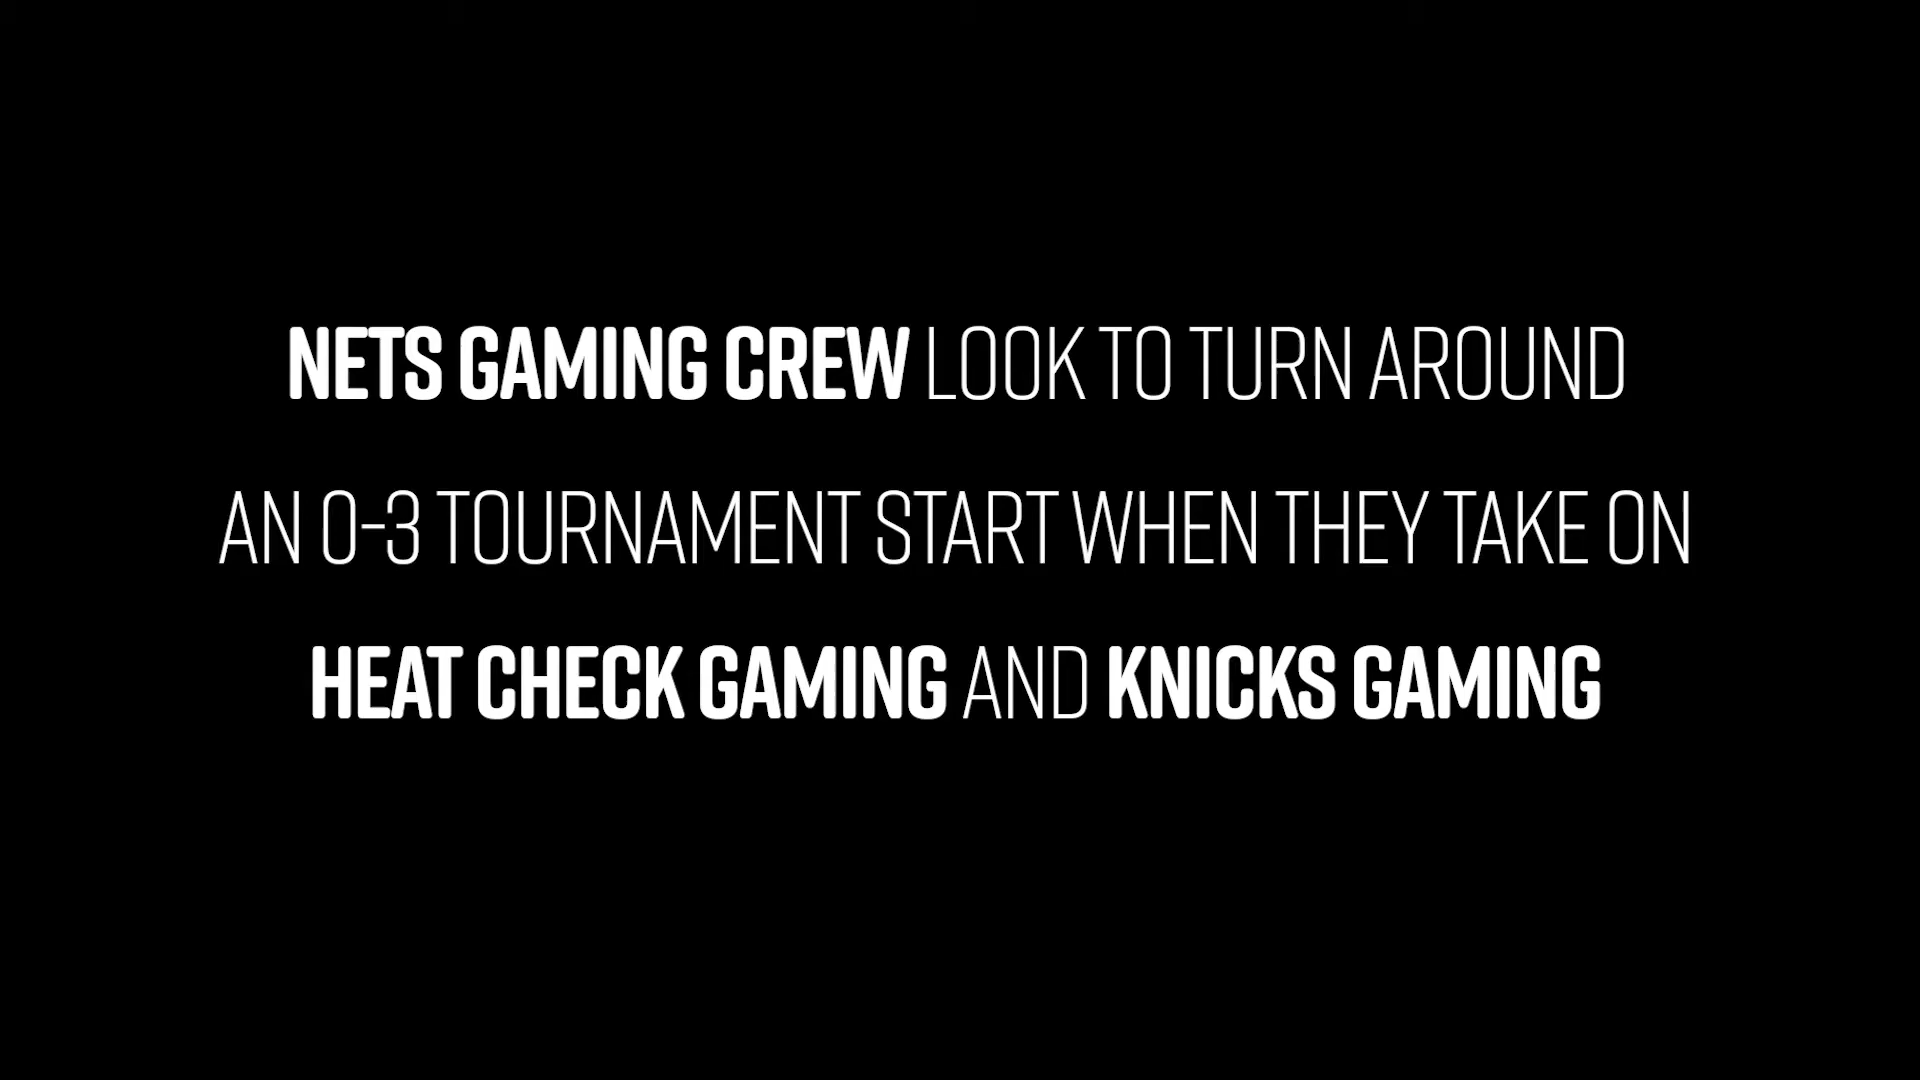 NETS GAMING CREW LOOK TO TURN AROUND
AN 0-3 TOURNAMENT START WHEN THEY TAKE ON
HEAT CHECK GAMING AND KNICKS GAMING